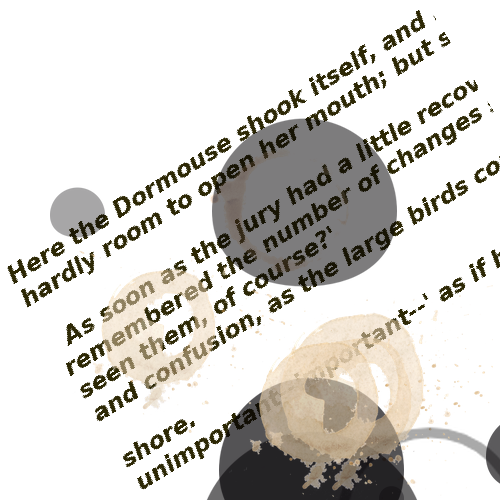 Here the Dormouse shook itself, and
hardly room to open her mouth; but
As soon as the jury had a little
remembered the number of changes
seen them, of course?'
and confusion, as the large birds
shore.
unimportant--important--' as if